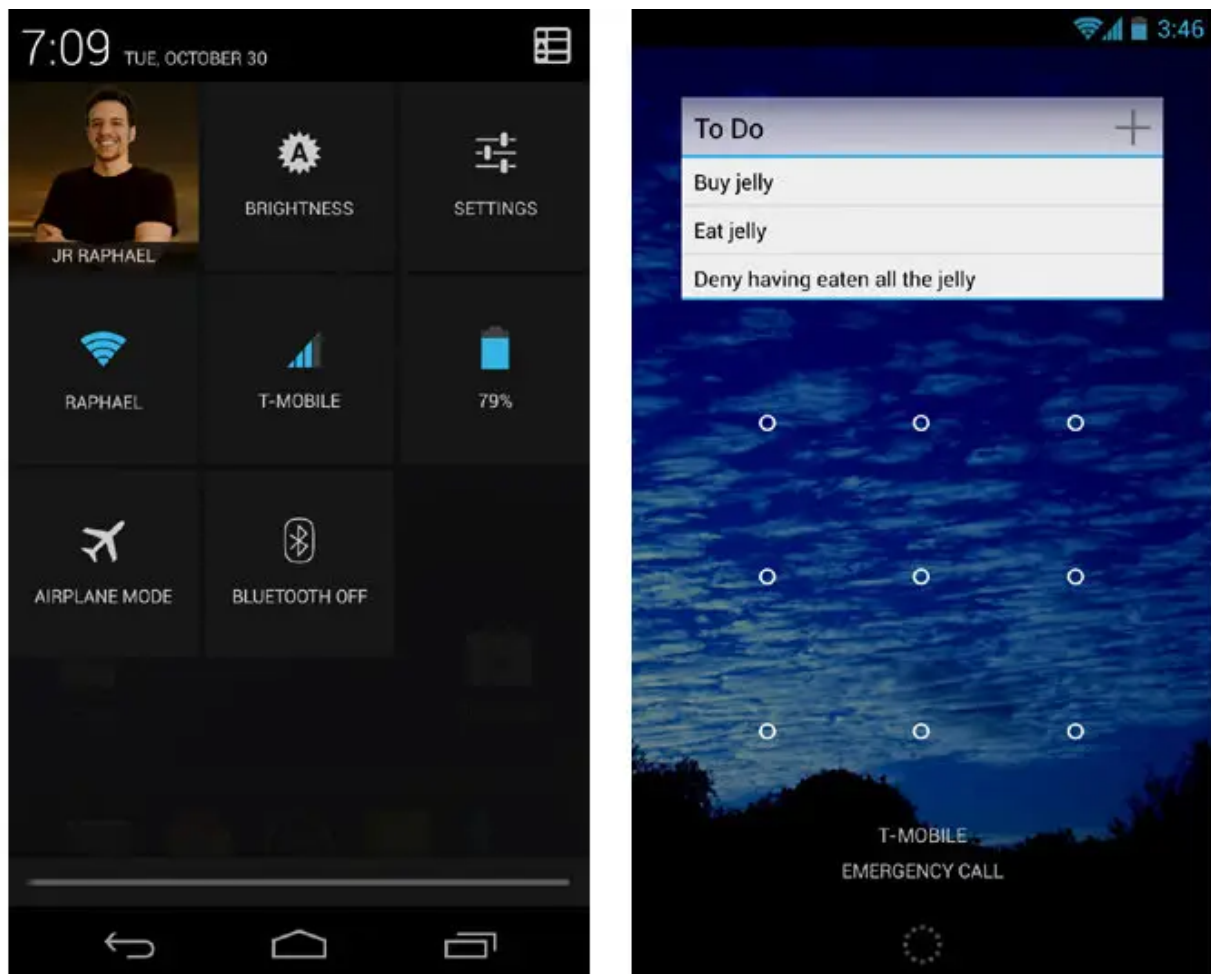 7:09 TUE, OCTOBER 30
JR RAPHAEL
A
BRIGHTNESS
SETTINGS
RAPHAEL
T-MOBILE
79%
AIRPLANE MODE
BLUETOOTH OFF
3:46
To Do
Buy jelly
Eat jelly
Deny having eaten all the jelly
T-MOBILE
EMERGENCY CALL